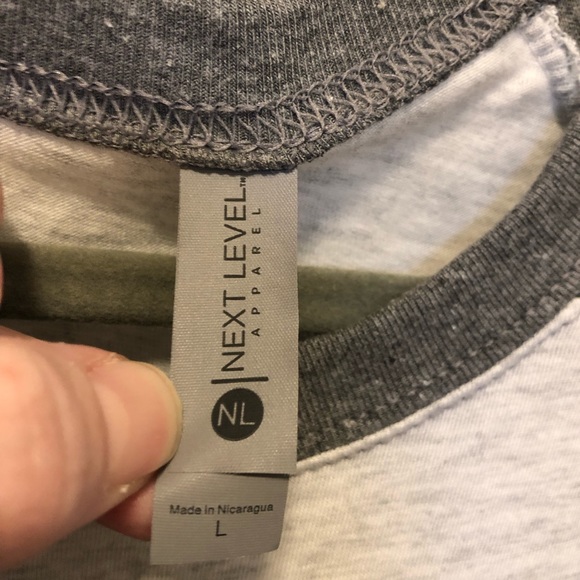 NEXT LEVEL™
APPAREL
NL
Made in Nicaragua
L